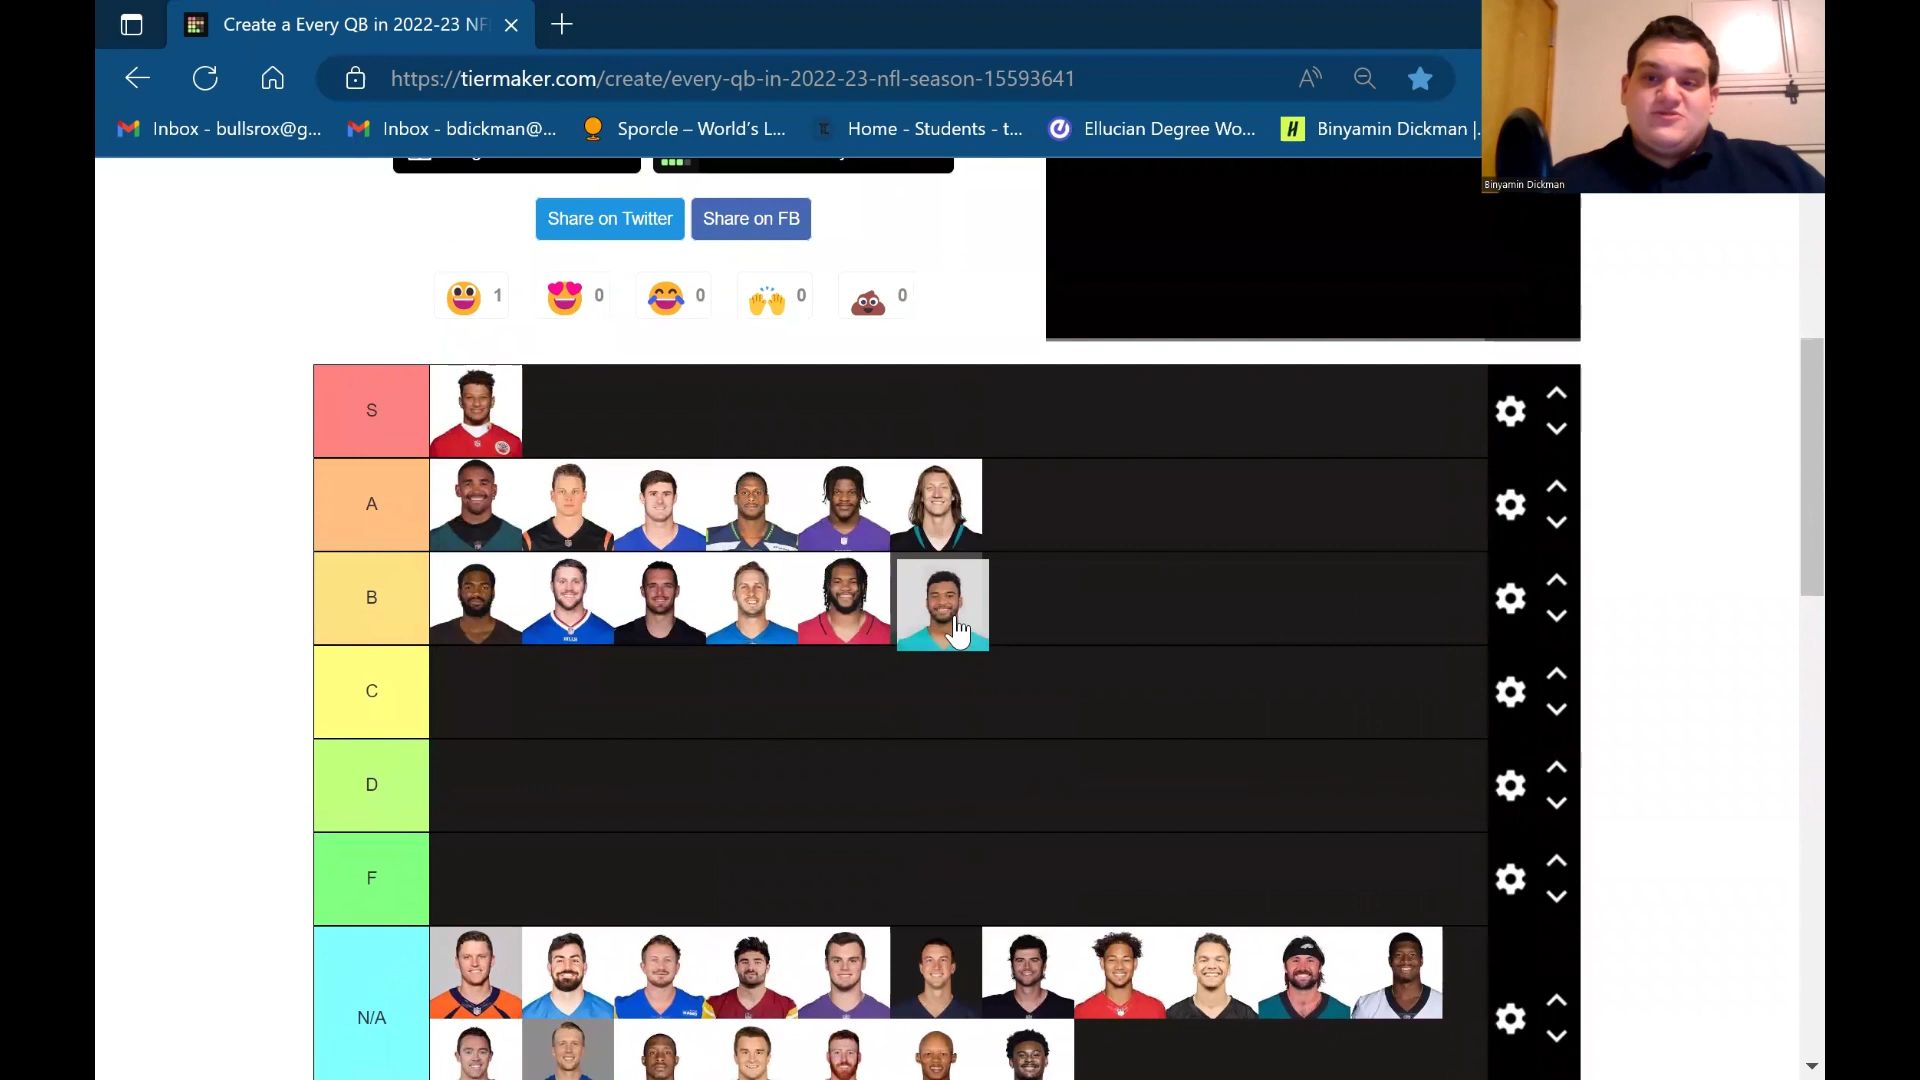 Create a Every QB in 2022-23 NF
https://tiermaker.com/create/every-qb-in-2022-23-nfl-season-15593641
Inbox - bullsrox@g...
Inbox - bdickman@...
Sporcle – World's L...
Home - Students - t...
Ellucian Degree Wo...
Binyamin Dickman |.
Binyamin Dickman
Share on Twitter
Share on FB
1
0
0
0
0
S
A
B
C
D
F
N/A